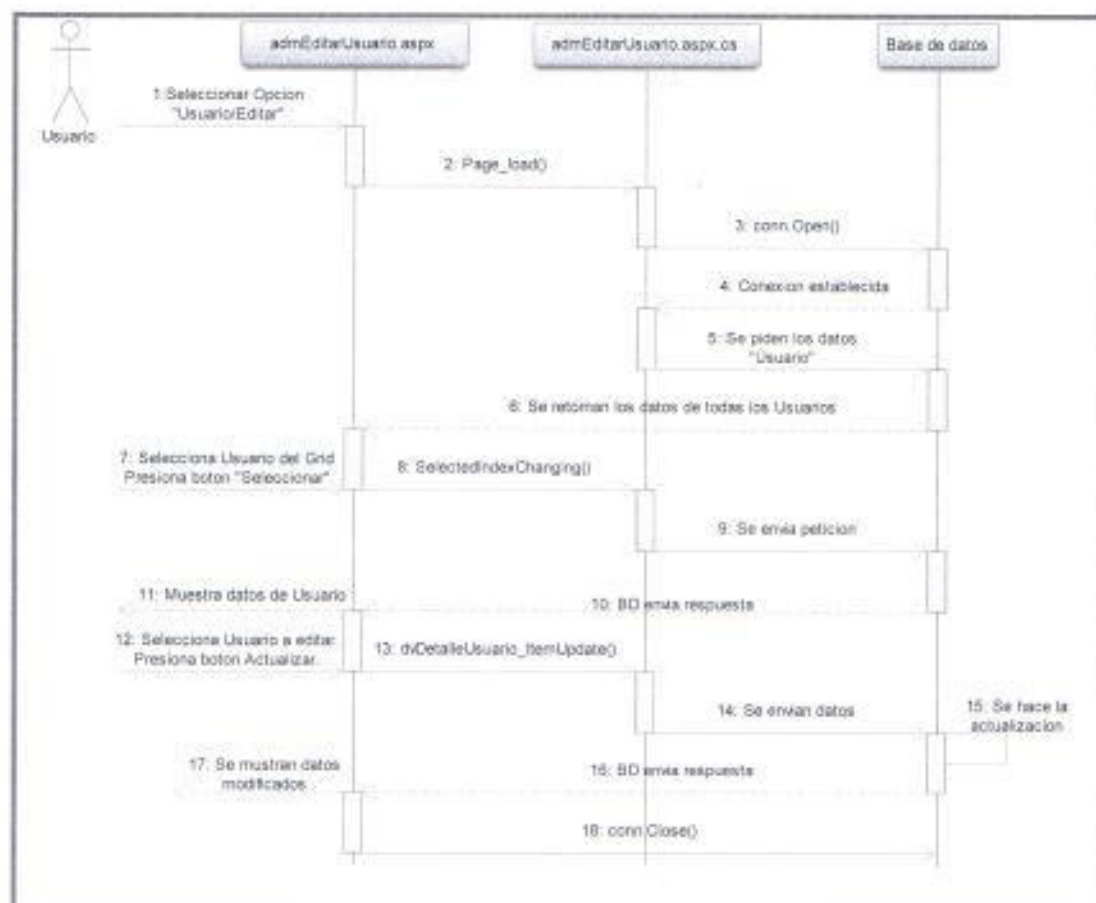 admEditarUsuario.aspx
admEditarUsuario.aspx.cs
Base de datos
Usuario
1:Seleccionar Opcion
"Usuario/Editar"
2: Page_load()
3: conn.Open()
4: Conexion establecida
5: Se piden los datos
"Usuario"
6: Se retornan los datos de todas los Usuarios
7: Selecciona Usuario del Grid
Presiona boton "Seleccionar"
8: SelectedIndexChanging()
9: Se envia peticion
10: BD envia respuesta
11: Muestra datos de Usuario
12: Selecciona Usuario a editar
Presiona boton Actualizar.
13: dvDetalleUsuario_ItemUpdate()
14: Se envian datos
15: Se hace la
actualizacion
16: BD envia respuesta
17: Se mustran datos
modificados
18: conn.Close()